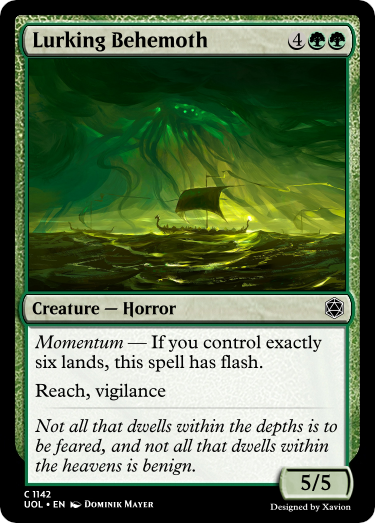 Lurking Behemoth 4
Creature — Horror
Momentum — If you control exactly
six lands, this spell has flash.
Reach, vigilance
Not all that dwells within the depths is to
be feared, and not all that dwells within
the heavens is benign.
5/5
C 1142
UOL • EN Dominik Mayer
Designed by Xavion